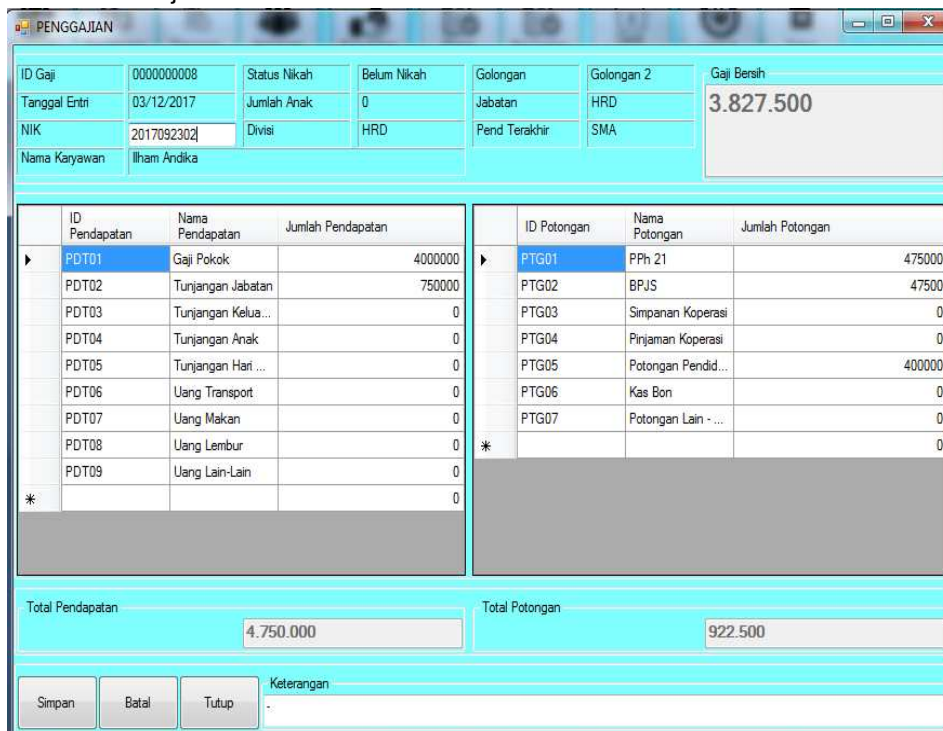 PENGGAJIAN
ID Gaji 0000000008 Status Nikah Belum Nikah Golongan Golongan 2 Gaji Bersih
Tanggal Entri 03/12/2017 Jumlah Anak 0 Jabatan HRD 3.827.500
NIK 2017092302 Divisi HRD Pend Terakhir SMA
Nama Karyawan Ilham Andika
ID Pendapatan Nama Pendapatan Jumlah Pendapatan ID Potongan Nama Potongan Jumlah Potongan
PDT01 Gaji Pokok 4000000 PTG01 PPh 21 475000
PDT02 Tunjangan Jabatan 750000 PTG02 BPJS 47500
PDT03 Tunjangan Kelua... 0 PTG03 Simpanan Koperasi 0
PDT04 Tunjangan Anak 0 PTG04 Pinjaman Koperasi 0
PDT05 Tunjangan Hari ... 0 PTG05 Potongan Pendid... 400000
PDT06 Uang Transport 0 PTG06 Kas Bon 0
PDT07 Uang Makan 0 PTG07 Potongan Lain - ... 0
PDT08 Uang Lembur 0 0
PDT09 Uang Lain-Lain 0
0
Total Pendapatan Total Potongan
4.750.000 922.500
Keterangan
Simpan Batal Tutup -